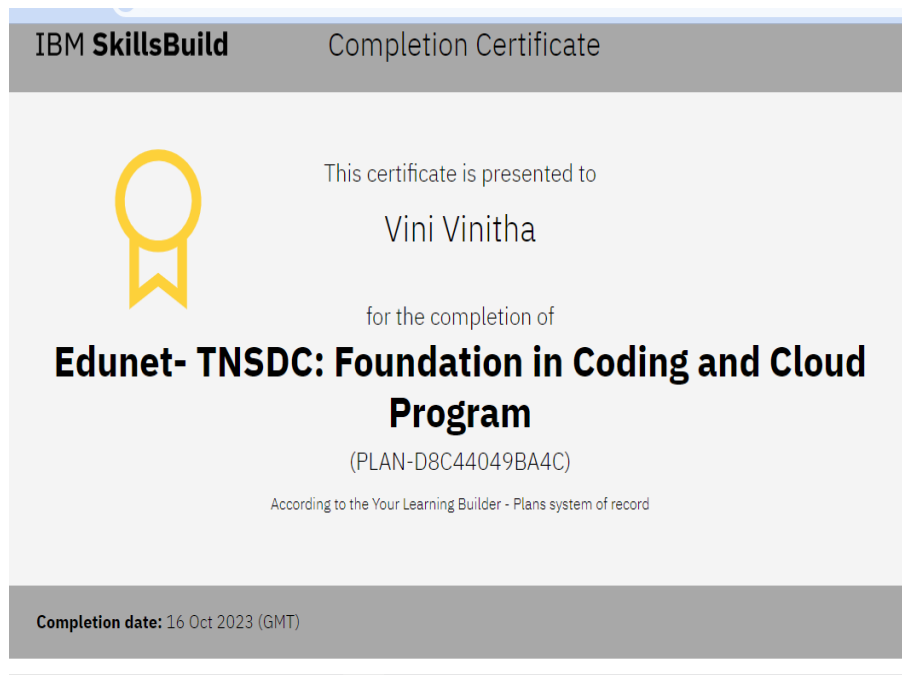 IBM SkillsBuild Completion Certificate
This certificate is presented to
Vini Vinitha
for the completion of
Edunet- TNSDC: Foundation in Coding and Cloud
Program
(PLAN-D8C44049BA4C)
According to the Your Learning Builder - Plans system of record
Completion date: 16 Oct 2023 (GMT)